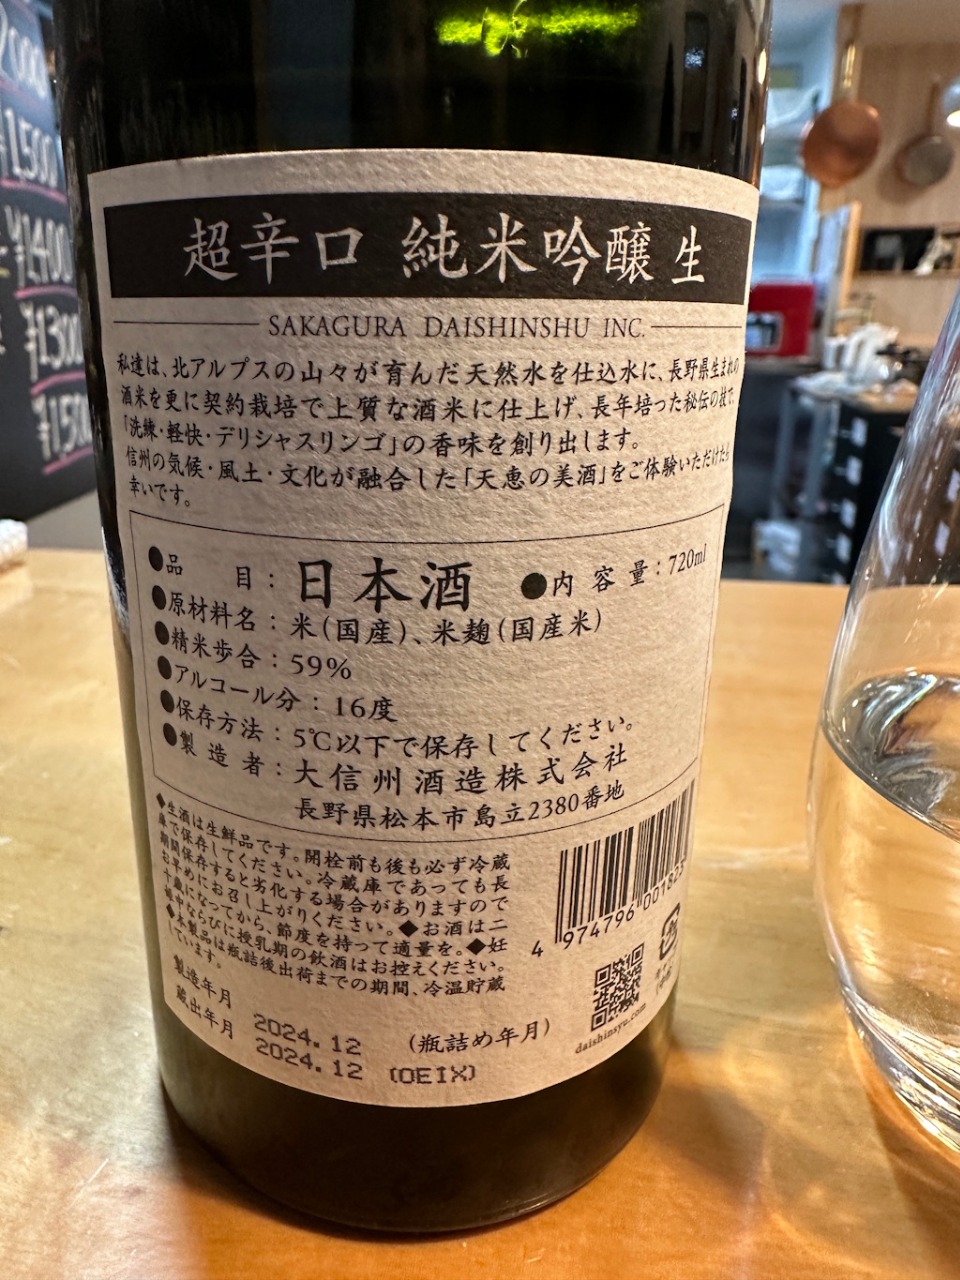 2000
1,500
¥1,400
¥1,300
¥1,500
超辛口 純米吟醸 生
SAKAGURA DAISHINSHU INC.
私達は、北アルプスの山々が育んだ天然水を仕込水に、長野県生まれの
酒米を更に契約栽培で上質な酒米に仕上げ、長年培った秘伝の技で、
「洗練・軽快・デリシャスリンゴ」の香味を創り出します。
信州の気候・風土・文化が融合した「天恵の美酒」をご体験いただけたら
幸いです。
●品 目：日本酒 ●内容量：720ml
●原材料名：米(国産)、米麹(国産米)
●精米歩合：59%
●アルコール分：16度
●保存方法：5℃以下で保存してください。
●製造者：大信州酒造株式会社
長野県松本市島立2380番地
◆生酒は生鮮品です。開栓前も後も必ず冷蔵
庫で保存してください。冷蔵庫であっても長
期間保存すると劣化する場合がありますので
お早めにお召し上がりください。◆お酒は二
十歳になってから、節度を持って適量を。◆妊
娠中ならびに授乳期の飲酒はお控えください。
◆本製品は瓶詰後出荷までの期間、冷温貯蔵
しています。
4 974796 001823
製造年月 2024.12 (瓶詰め年月)
蔵出年月 2024.12 (OEIX)
daishinsyu.com